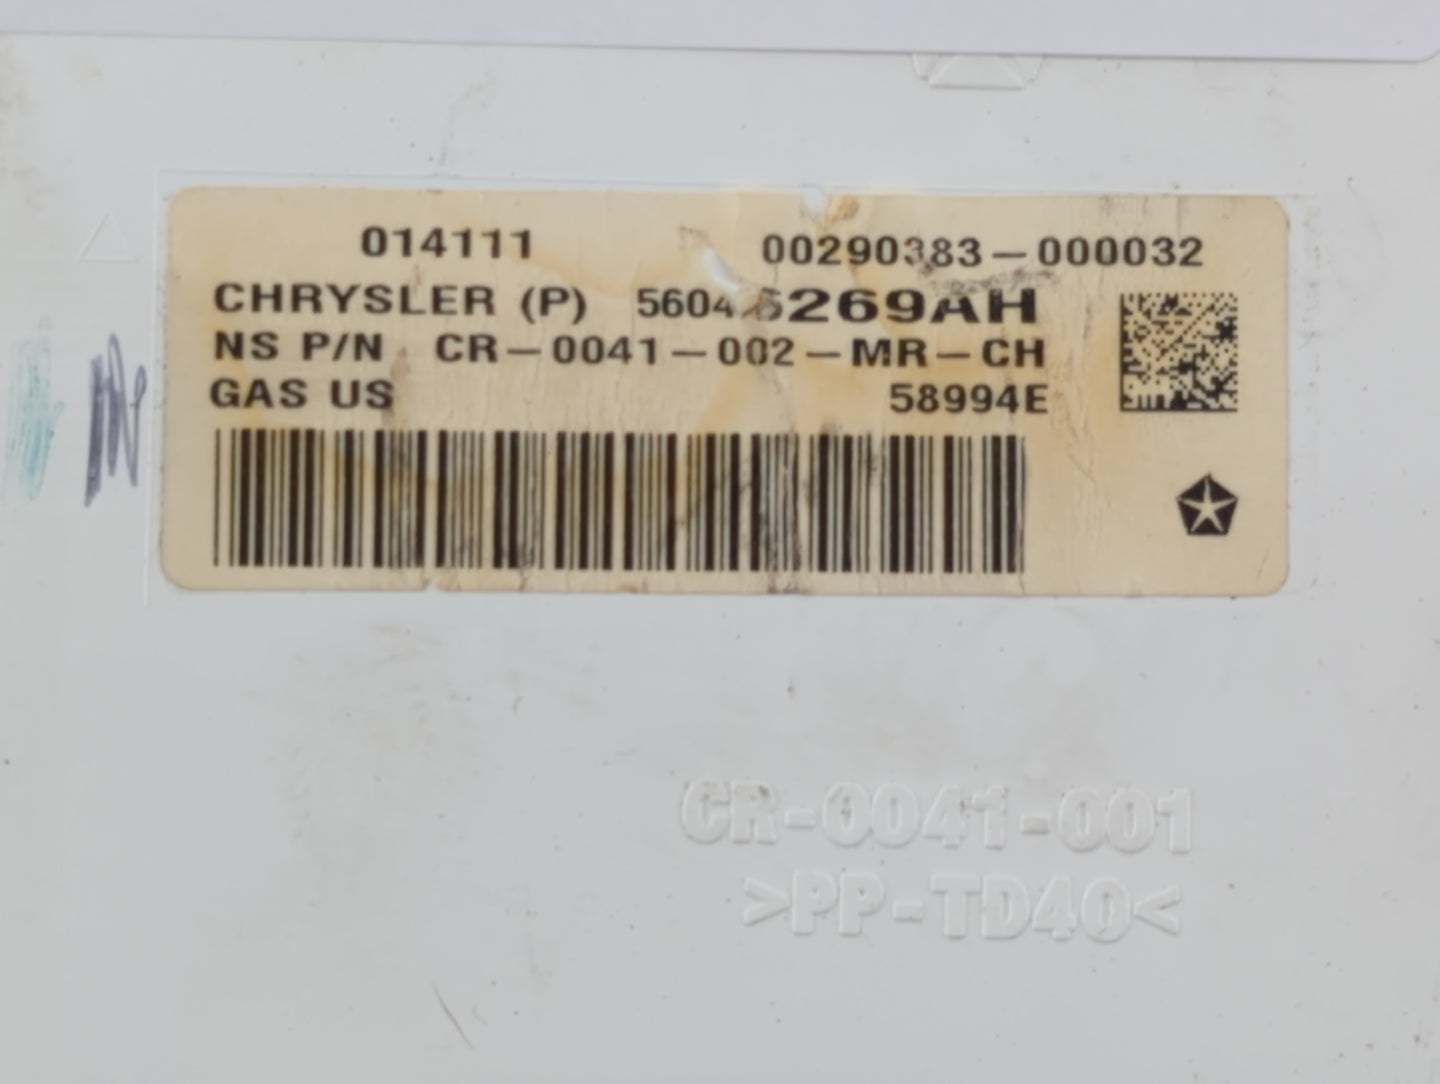 014111 00290383-000032
CHRYSLER (P)
NS P/N CR-0041-002-MR-CH
GAS US 58994E
CR-0041-001
>PP-TD40<